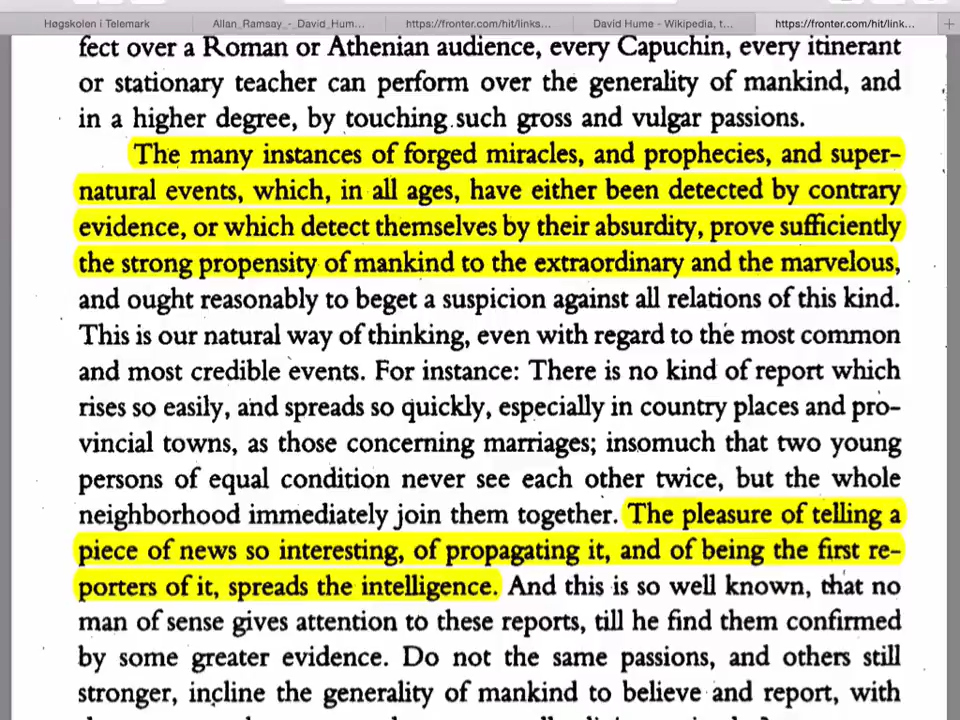 Høgskolen i Telemark
Allan_Ramsay_-_David_Hum...
https://fronter.com/hit/links...
David Hume - Wikipedia, t...
https://fronter.com/hit/link...
fect over a Roman or Athenian audience, every Capuchin, every itinerant
or stationary teacher can perform over the generality of mankind, and
in a higher degree, by touching such gross and vulgar passions.
The many instances of forged miracles, and prophecies, and super-
natural events, which, in all ages, have either been detected by contrary
evidence, or which detect themselves by their absurdity, prove sufficiently
the strong propensity of mankind to the extraordinary and the marvelous,
and ought reasonably to beget a suspicion against all relations of this kind.
This is our natural way of thinking, even with regard to the most common
and most credible events. For instance: There is no kind of report which
rises so easily, and spreads so quickly, especially in country places and pro-
vincial towns, as those concerning marriages; insomuch that two young
persons of equal condition never see each other twice, but the whole
neighborhood immediately join them together. The pleasure of telling a
piece of news so interesting, of propagating it, and of being the first re-
porters of it, spreads the intelligence. And this is so well known, that no
man of sense gives attention to these reports, till he find them confirmed
by some greater evidence. Do not the same passions, and others still
stronger, incline the generality of mankind to believe and report, with